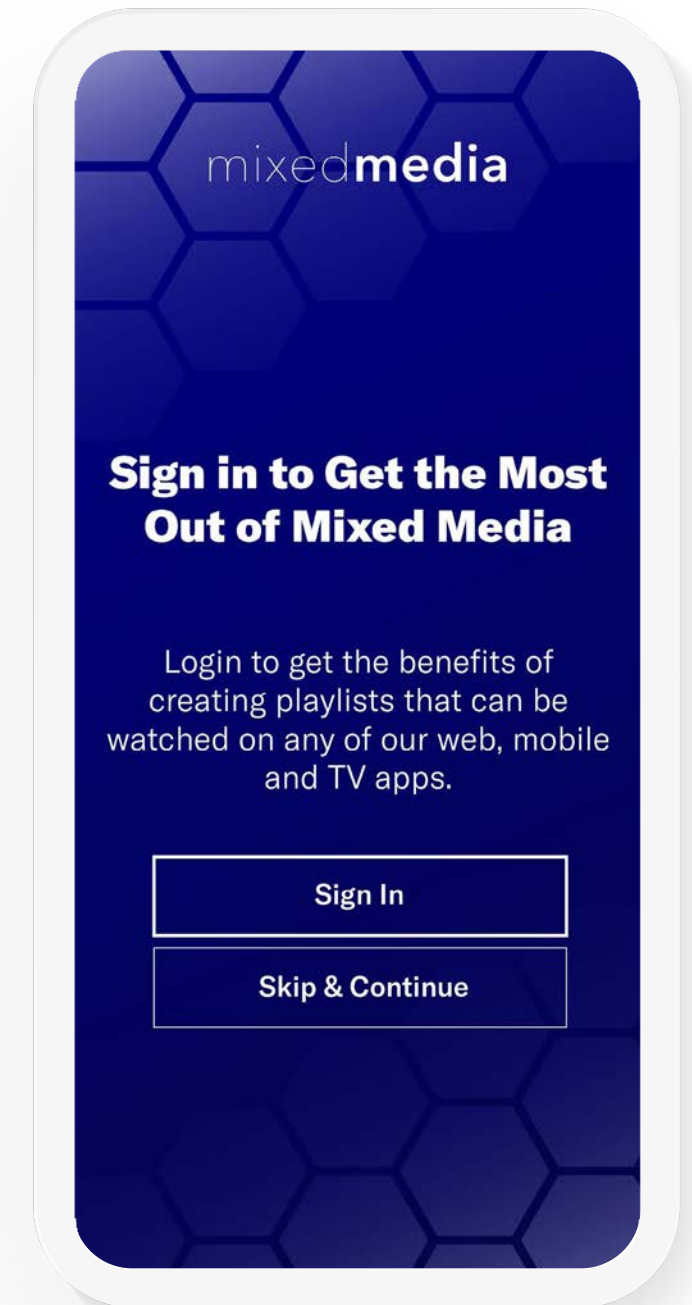 mixedmedia
Sign in to Get the Most
Out of Mixed Media
Login to get the benefits of
creating playlists that can be
watched on any of our web, mobile
and TV apps.
Sign In
Skip & Continue